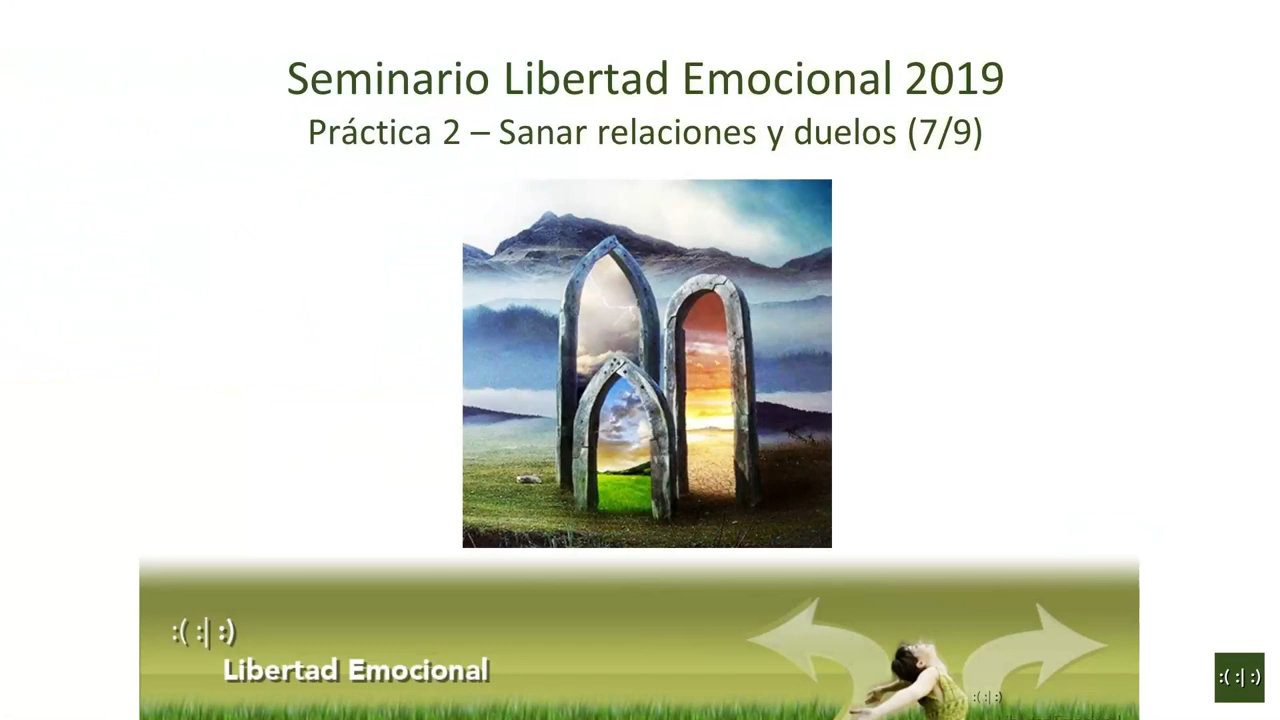 Seminario Libertad Emocional 2019
Práctica 2 – Sanar relaciones y duelos (7/9)
:( :| :)
Libertad Emocional
:( :| :)
:( :| :)